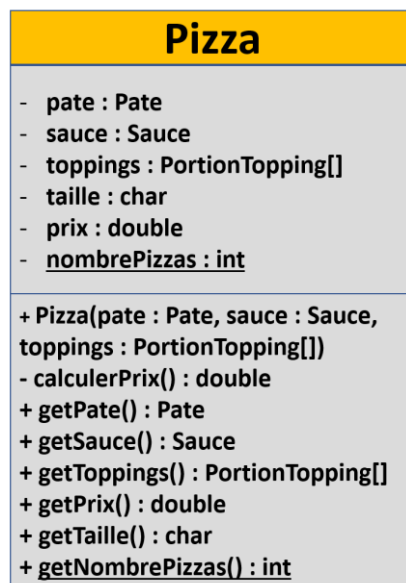 Pizza
- pate : Pate
- sauce : Sauce
- toppings : PortionTopping[]
- taille : char
- prix : double
- nombrePizzas : int
+ Pizza(pate : Pate, sauce : Sauce,
toppings : PortionTopping[])
- calculerPrix() : double
+ getPate() : Pate
+ getSauce() : Sauce
+ getToppings() : PortionTopping[]
+ getPrix() : double
+ getTaille() : char
+ getNombrePizzas() : int